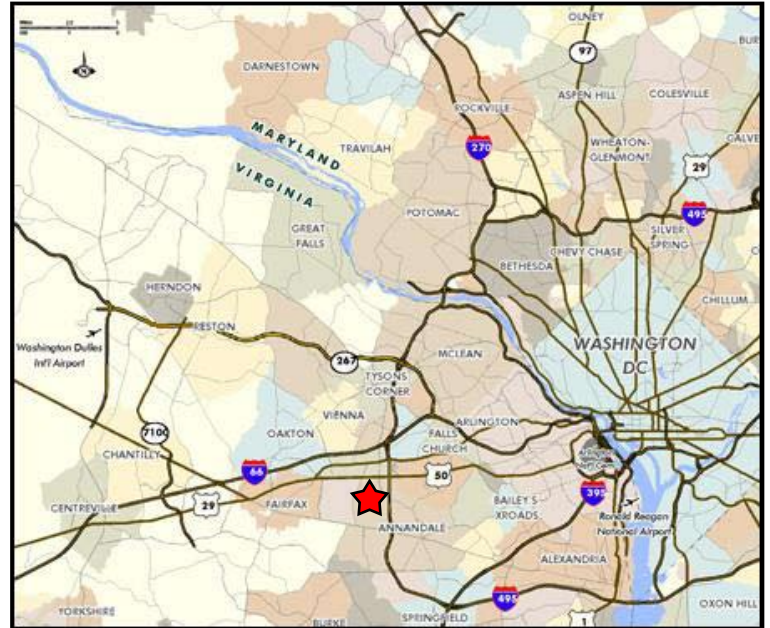 OLNEY
97
DARNESTOWN
ROCKVILLE
ASPEN HILL
COLESVILLE
MARYLAND
TRAVILAH
270
WHEATON-
GLENMONT
29
VIRGINIA
POTOMAC
495
GREAT
FALLS
SILVER
SPRING
CHEVY CHASE
BETHESDA
HERNDON
CHILLUM
RESTON
WASHINGTON
DC
Washington Dulles
Int'l Airport
267
MCLEAN
TYSONS
CORNER
VIENNA
7100
OAKTON
ARLINGTON
FALLS
CHURCH
CHANTILLY
66
50
395
CENTREVILLE
29
FAIRFAX
BAILEY'S
XROADS
Ronald Reagan
National Airport
ANNANDALE
ALEXANDRIA
495
OXON HILL
YORKSHIRE
BURKE
SPRINGFIELD
1